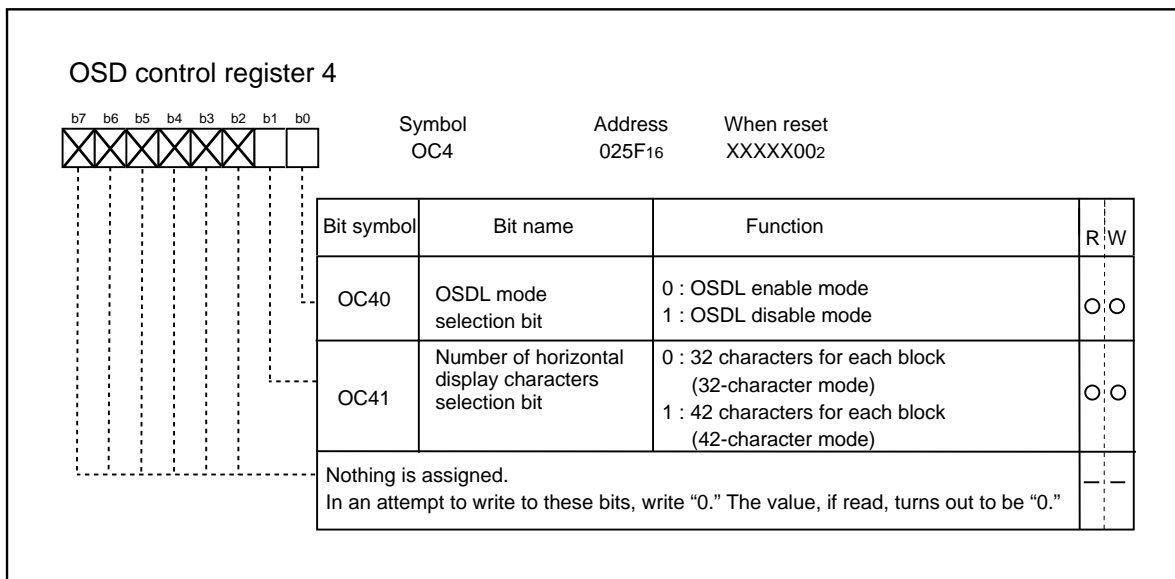 OSD control register 4
b7 b6 b5 b4 b3 b2 b1 b0
Symbol Address When reset
OC4 025F16 XXXXX002
Bit symbol Bit name Function R W
OC40 OSDL mode selection bit
0 : OSDL enable mode
1 : OSDL disable mode
OC41 Number of horizontal display characters selection bit
0 : 32 characters for each block
(32-character mode)
1 : 42 characters for each block
(42-character mode)
Nothing is assigned.
In an attempt to write to these bits, write “0.” The value, if read, turns out to be “0.”